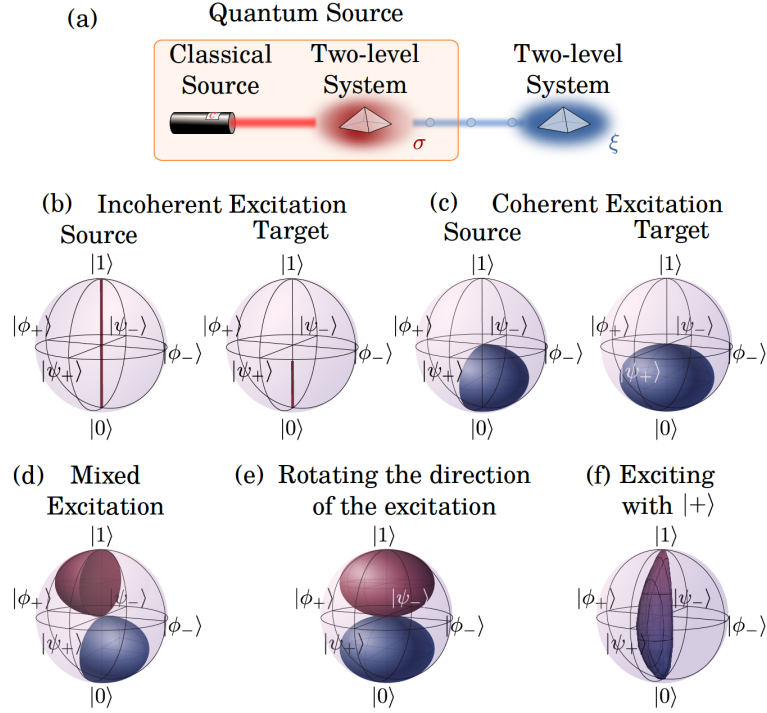 (a)
Quantum Source
Classical Source
Two-level System
Two-level System
σ
ξ
(b) Incoherent Excitation
Source
Target
|1⟩
|ϕ₊⟩
|ψ₋⟩
|ψ₊⟩
|0⟩
|1⟩
|ϕ₊⟩
|ψ₋⟩
|ϕ₋⟩
|ψ₊⟩
|0⟩
(c) Coherent Excitation
Source
Target
|1⟩
|ψ₋⟩
|0⟩
|1⟩
|ϕ₊⟩
|ψ₋⟩
|ϕ₋⟩
|ψ₊⟩
|0⟩
(d) Mixed
Excitation
|1⟩
|ϕ₊⟩
|ψ₋⟩
|ϕ₋⟩
|ψ₊⟩
|0⟩
(e) Rotating the direction
of the excitation
|1⟩
|ψ₋⟩
|0⟩
(f) Exciting
with |+⟩
|1⟩
|ϕ₊⟩
|ψ₋⟩
|ϕ₋⟩
|ψ₊⟩
|0⟩